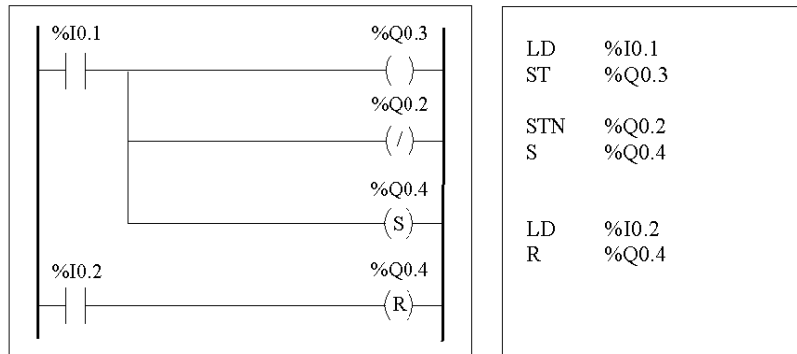 %I0.1 %Q0.3
( )
%Q0.2
(/)
%Q0.4
(S)
%I0.2 %Q0.4
(R)
LD %I0.1
ST %Q0.3
STN %Q0.2
S %Q0.4
LD %I0.2
R %Q0.4